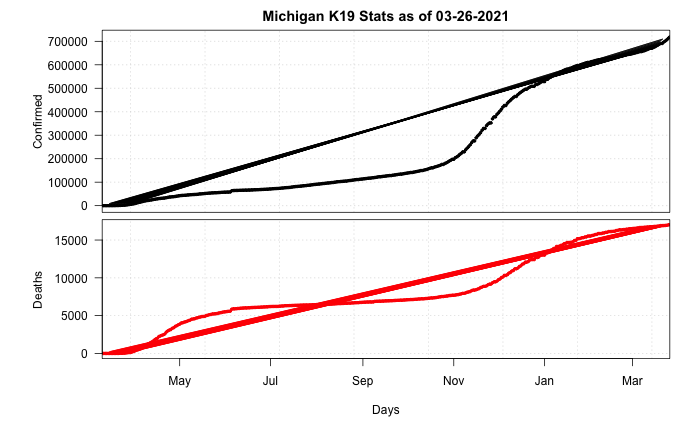 Michigan K19 Stats as of 03-26-2021
Confirmed
700000
600000
500000
400000
300000
200000
100000
0
Deaths
15000
10000
5000
0
May Jul Sep Nov Jan Mar
Days